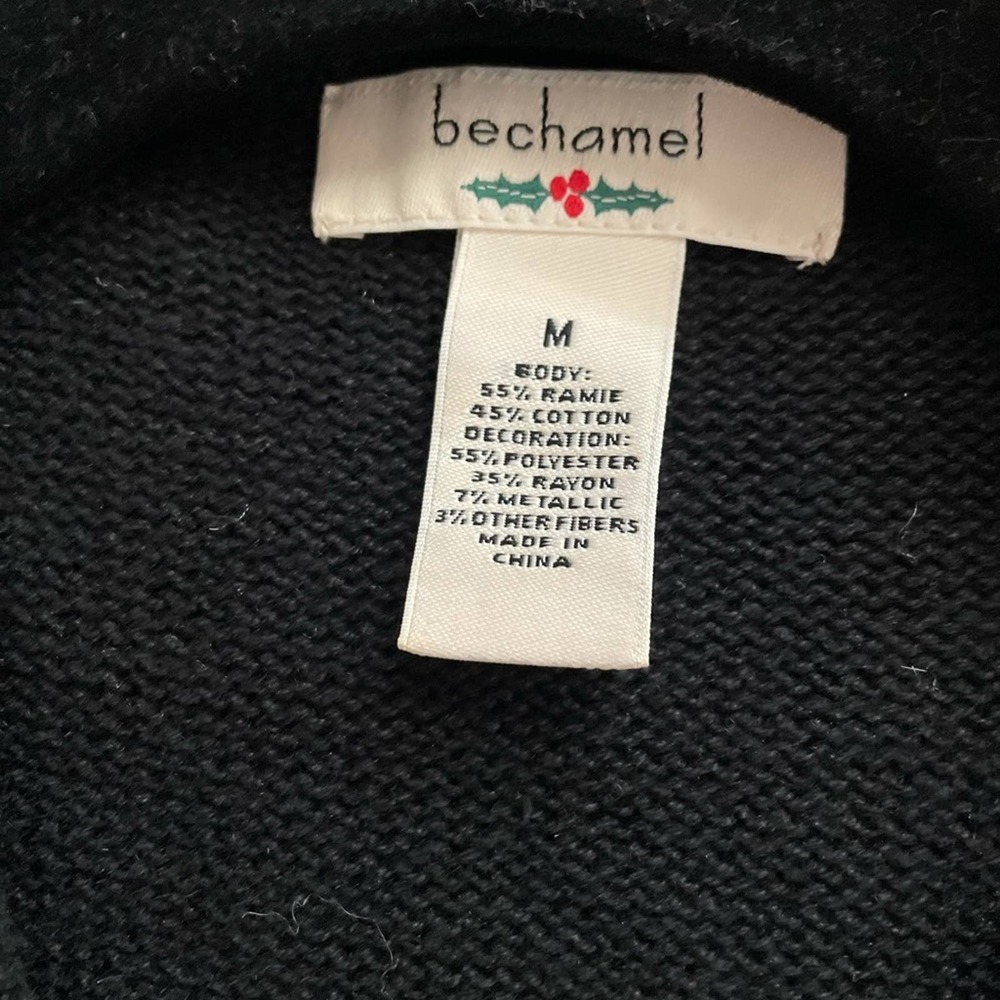 bechamel
M
BODY:
55% RAMIE
45% COTTON
DECORATION:
55% POLYESTER
35% RAYON
7% METALLIC
3% OTHER FIBERS
MADE IN
CHINA